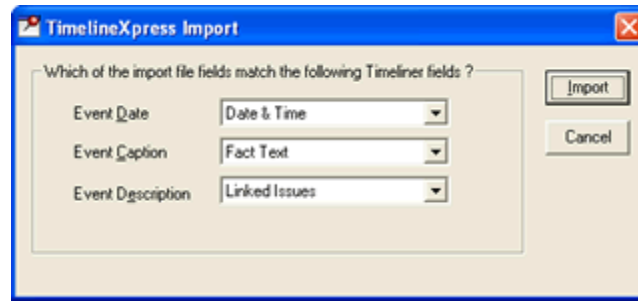 TimelineXpress Import
Which of the import file fields match the following Timeliner fields ?
Import
Event Date
Date & Time
Cancel
Event Caption
Fact Text
Event Description
Linked Issues